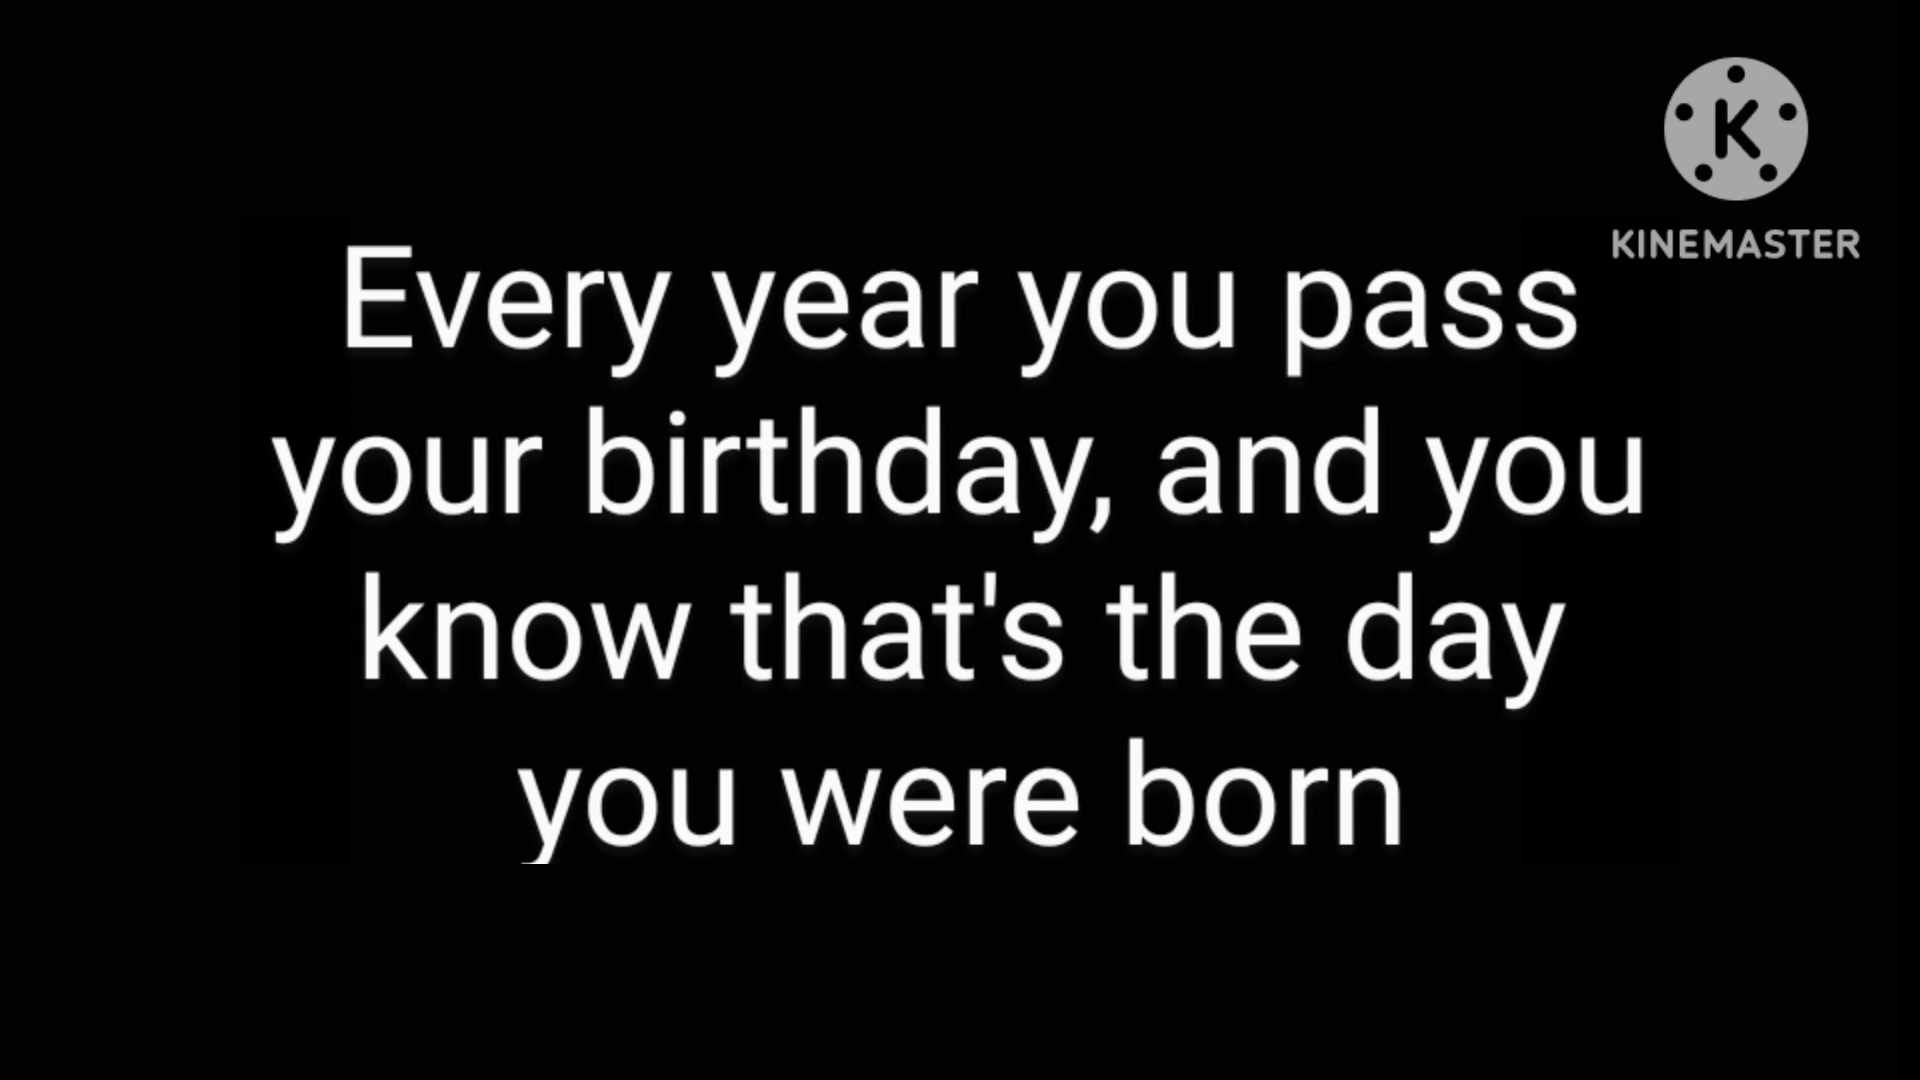 K
KINEMASTER
Every year you pass
your birthday, and you
know that's the day
you were born